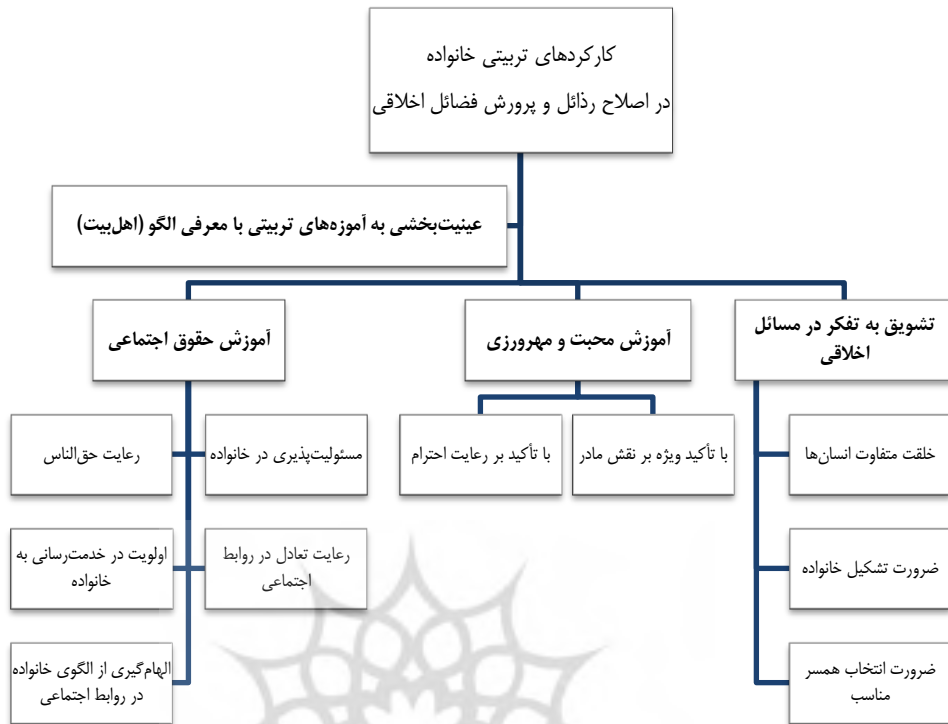 کارکردهای تربیتی خانواده
در اصلاح رذائل و پرورش فضائل اخلاقی
عینیت‌بخشی به آموزه‌های تربیتی با معرفی الگو (اهل‌بیت)
تشویق به تفکر در مسائل
اخلاقی
خلقت متفاوت انسان‌ها
ضرورت تشکیل خانواده
ضرورت انتخاب همسر
مناسب
آموزش محبت و مهرورزی
با تأکید ویژه بر نقش مادر
با تأکید بر رعایت احترام
آموزش حقوق اجتماعی
مسئولیت‌پذیری در خانواده
رعایت حق‌الناس
رعایت تعادل در روابط
اجتماعی
اولویت در خدمت‌رسانی به
خانواده
الهام‌گیری از الگوی خانواده
در روابط اجتماعی